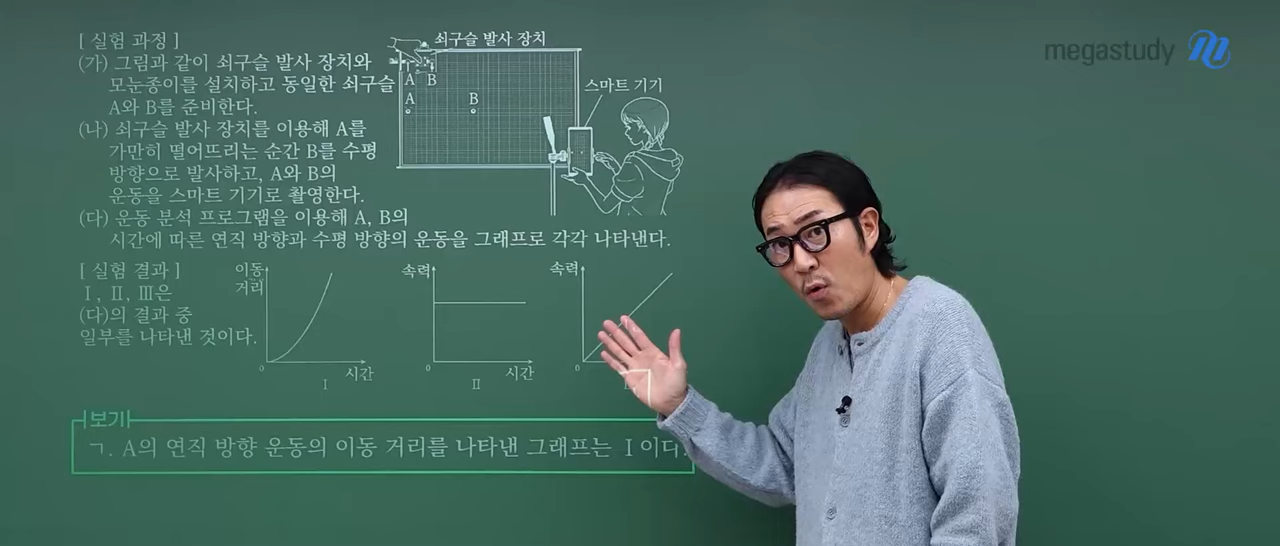 megastudy
[ 실험 과정 ]
(가) 그림과 같이 쇠구슬 발사 장치와
모눈종이를 설치하고 동일한 쇠구슬
A와 B를 준비한다.
(나) 쇠구슬 발사 장치를 이용해 A를
가만히 떨어뜨리는 순간 B를 수평
방향으로 발사하고, A와 B의
운동을 스마트 기기로 촬영한다.
(다) 운동 분석 프로그램을 이용해 A, B의
시간에 따른 연직 방향과 수평 방향의 운동을 그래프로 각각 나타낸다.
쇠구슬 발사 장치
A B
A B
스마트 기기
[ 실험 결과 ]
Ⅰ, Ⅱ, Ⅲ은
(다)의 결과 중
일부를 나타낸 것이다.
이동
거리
0 시간
Ⅰ
속력
0 시간
Ⅱ
속력
0
보기
ㄱ. A의 연직 방향 운동의 이동 거리를 나타낸 그래프는 Ⅰ이다.